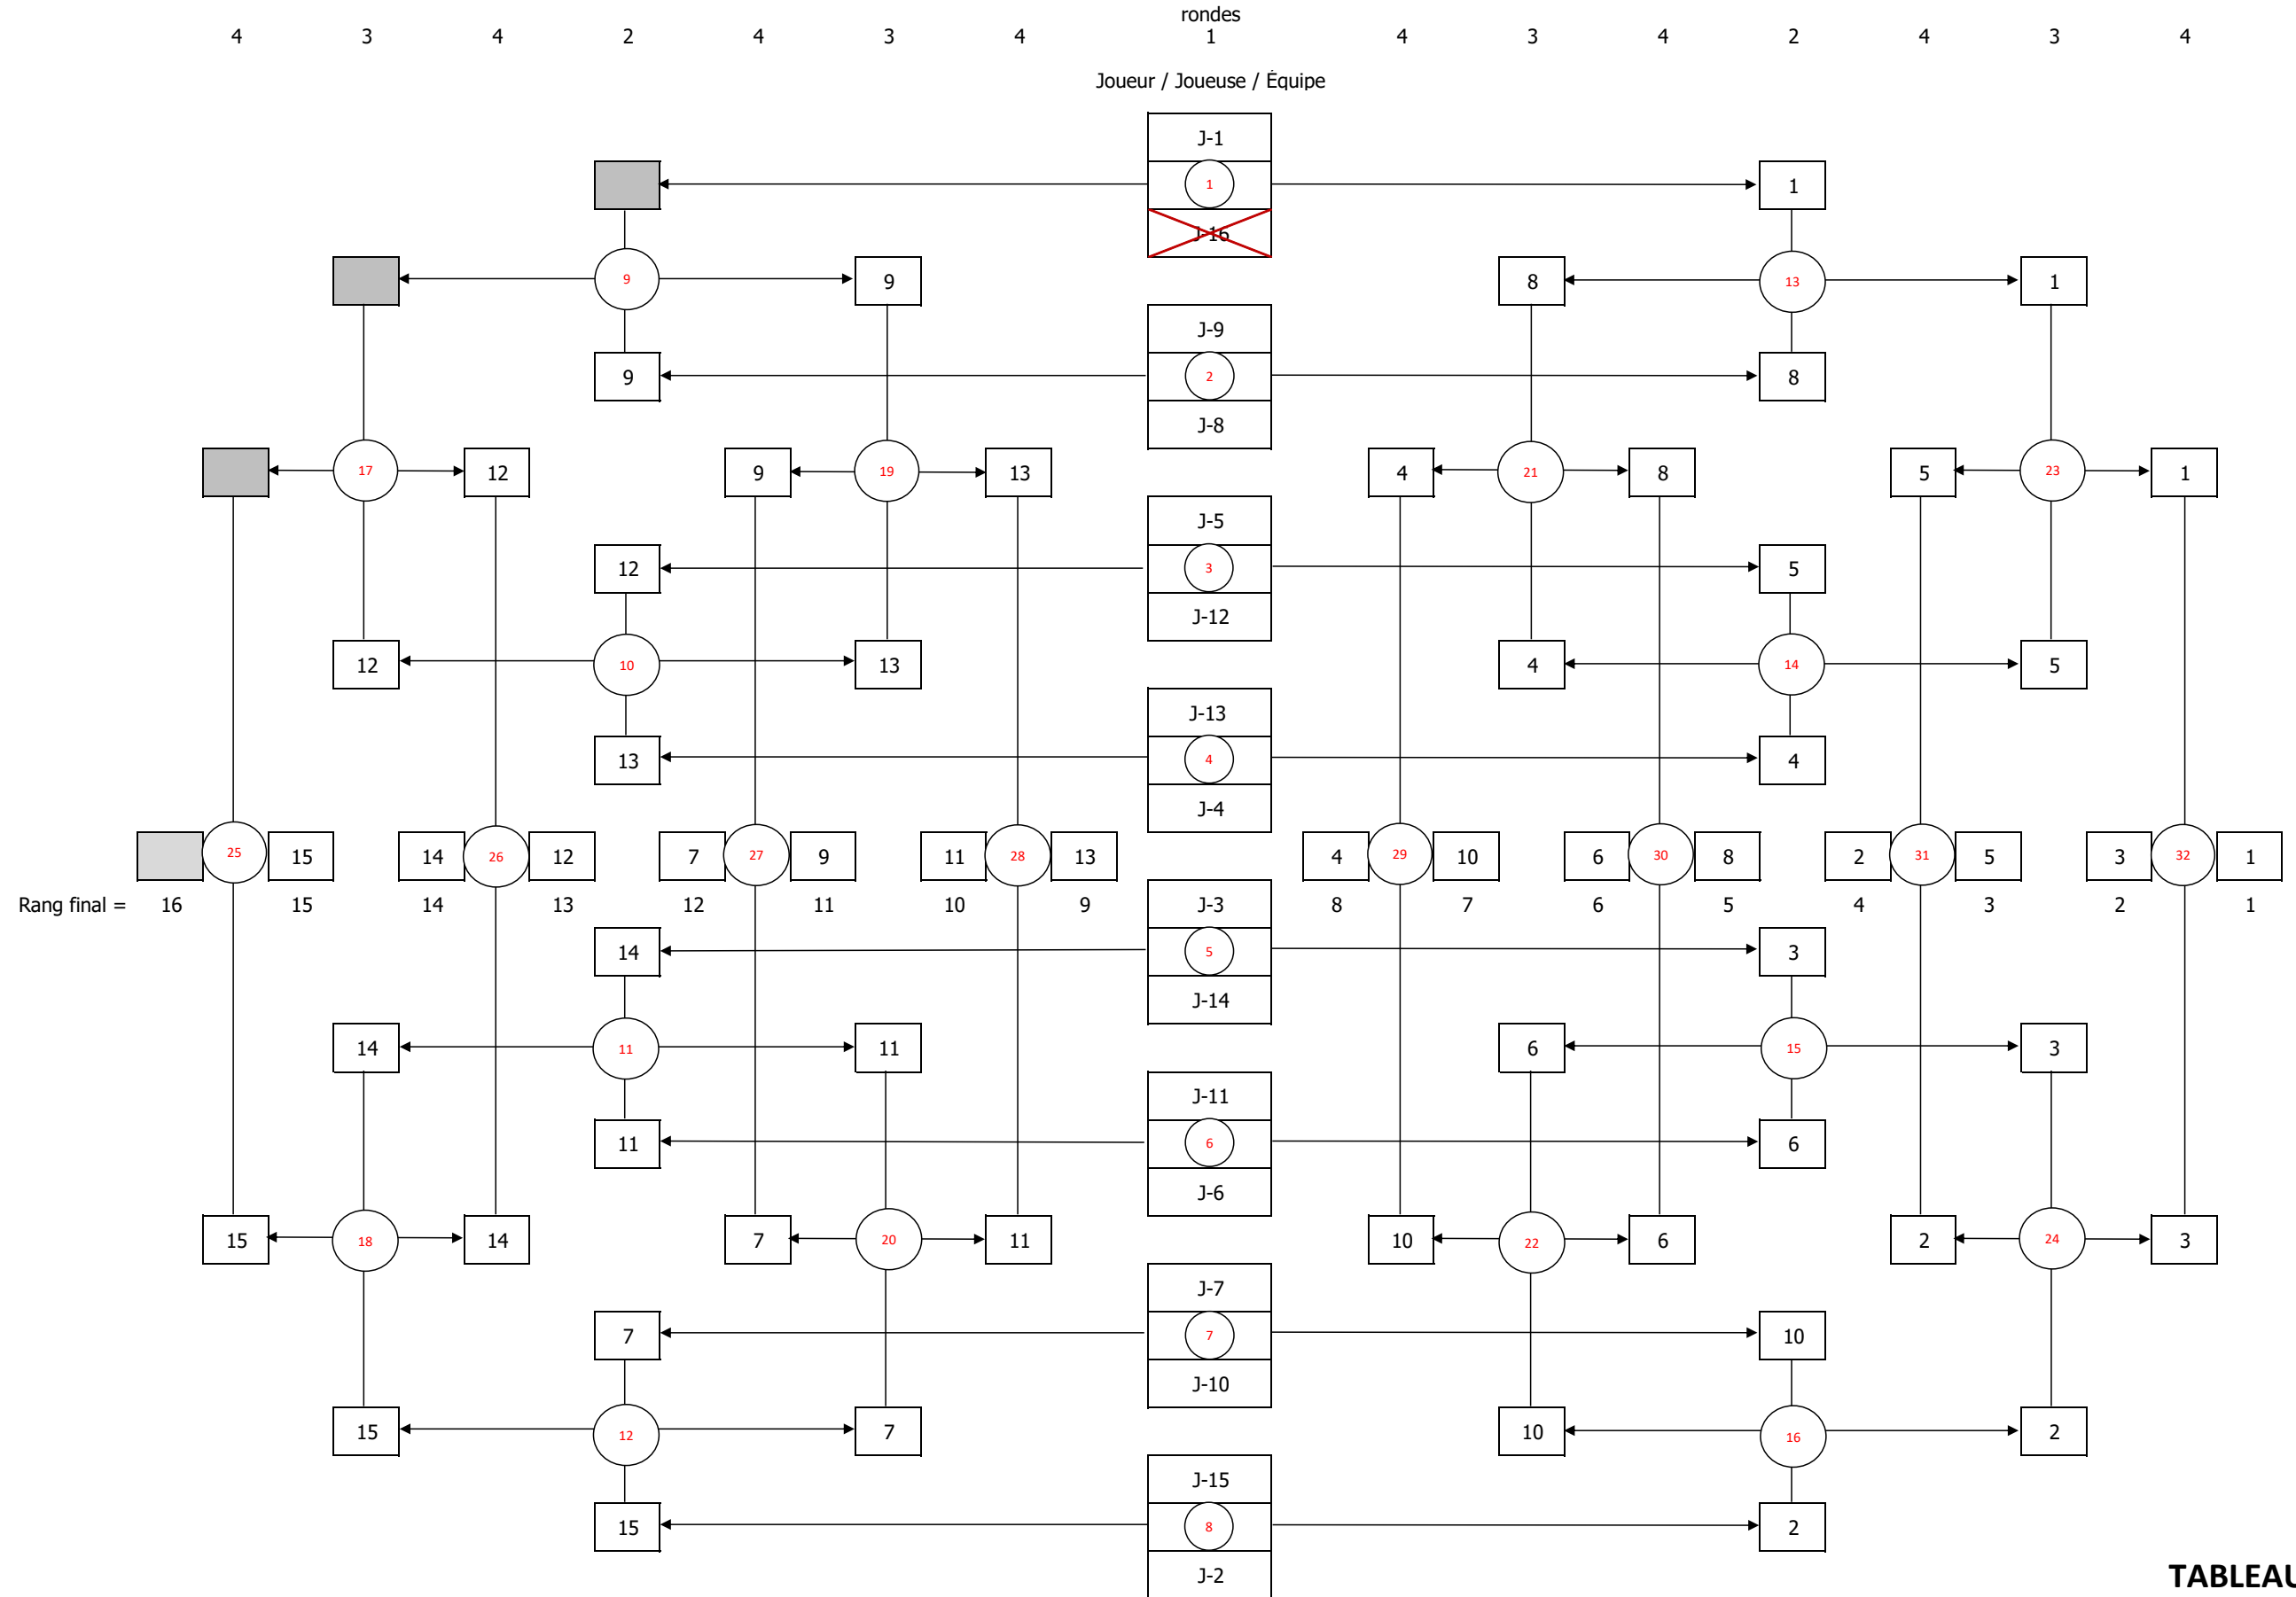 rondes
4 3 4 2 4 3 4 1 4 3 4 2 4 3 4
Joueur / Joueuse / Équipe
J-1
1 1
J-16
9 9 8 13 1
J-9
9 2 8
J-8
17 12 9 19 13 4 21 8 5 23 1
J-5
12 3 5
J-12
12 10 13 4 14 5
J-13
13 4 4
J-4
25 15 14 26 12 7 27 9 11 28 13 4 29 10 6 30 8 2 31 5 3 32 1
Rang final = 16 15 14 13 12 11 10 9 J-3 8 7 6 5 4 3 2 1
14 5 3
J-14
14 11 11 6 15 3
J-11
11 6 6
J-6
15 18 14 7 20 11 10 22 6 2 24 3
J-7
7 7 10
J-10
15 12 7 10 16 2
J-15
15 8 2
J-2
TABLEAU